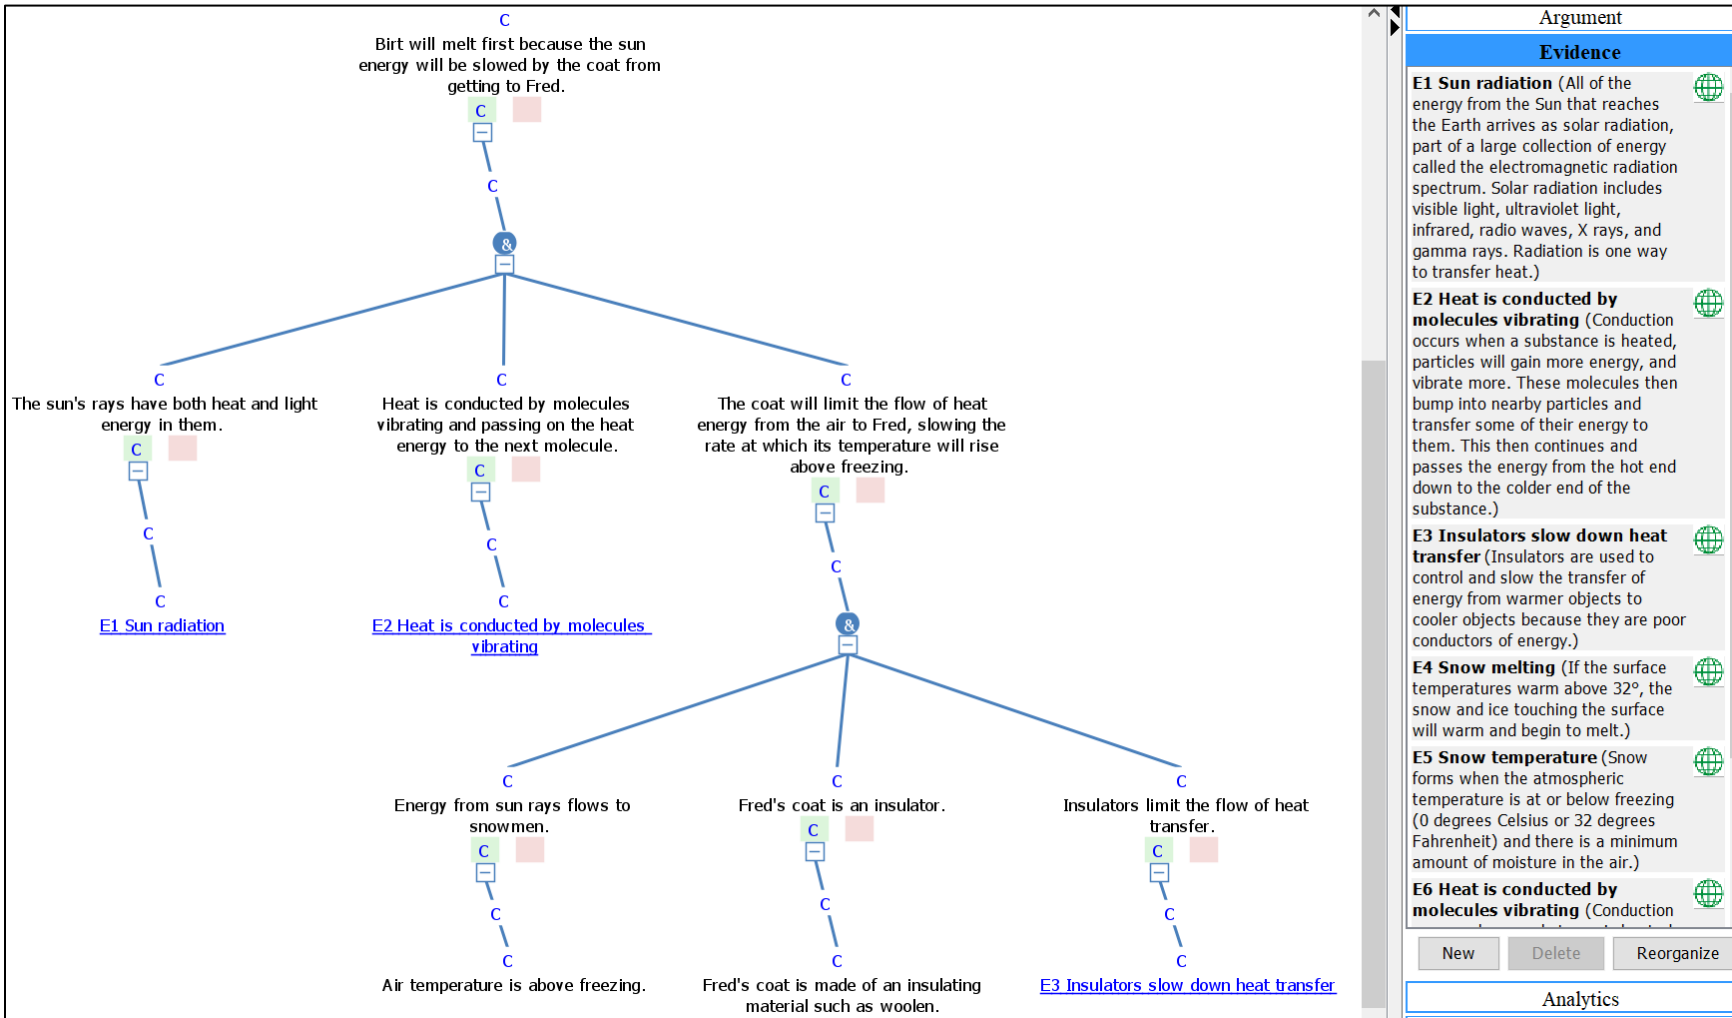 C
Birt will melt first because the sun
energy will be slowed by the coat from
getting to Fred.
C
C
&
C
The sun's rays have both heat and light
energy in them.
C
C
C
E1 Sun radiation
C
Heat is conducted by molecules
vibrating and passing on the heat
energy to the next molecule.
C
C
C
E2 Heat is conducted by molecules
vibrating
C
The coat will limit the flow of heat
energy from the air to Fred, slowing the
rate at which its temperature will rise
above freezing.
C
C
&
C
Energy from sun rays flows to
snowmen.
C
C
C
Air temperature is above freezing.
C
Fred's coat is an insulator.
C
C
C
Fred's coat is made of an insulating
material such as woolen.
C
Insulators limit the flow of heat
transfer.
C
C
C
E3 Insulators slow down heat transfer
Argument
Evidence
E1 Sun radiation (All of the
energy from the Sun that reaches
the Earth arrives as solar radiation,
part of a large collection of energy
called the electromagnetic radiation
spectrum. Solar radiation includes
visible light, ultraviolet light,
infrared, radio waves, X rays, and
gamma rays. Radiation is one way
to transfer heat.)
E2 Heat is conducted by
molecules vibrating (Conduction
occurs when a substance is heated,
particles will gain more energy, and
vibrate more. These molecules then
bump into nearby particles and
transfer some of their energy to
them. This then continues and
passes the energy from the hot end
down to the colder end of the
substance.)
E3 Insulators slow down heat
transfer (Insulators are used to
control and slow the transfer of
energy from warmer objects to
cooler objects because they are poor
conductors of energy.)
E4 Snow melting (If the surface
temperatures warm above 32º, the
snow and ice touching the surface
will warm and begin to melt.)
E5 Snow temperature (Snow
forms when the atmospheric
temperature is at or below freezing
(0 degrees Celsius or 32 degrees
Fahrenheit) and there is a minimum
amount of moisture in the air.)
E6 Heat is conducted by
molecules vibrating (Conduction
New
Delete
Reorganize
Analytics